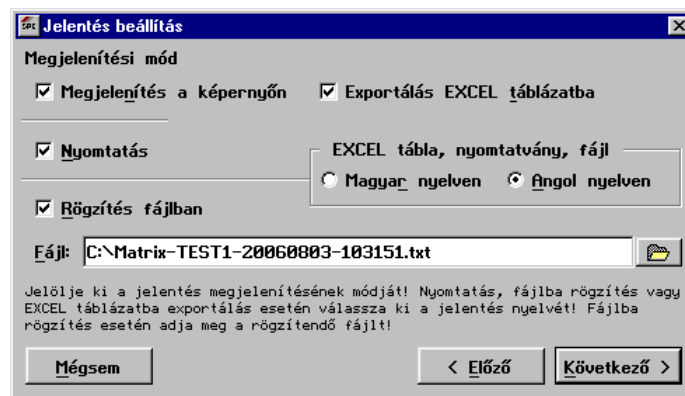 SPC Jelentés beállítás
Megjelenítési mód
Megjelenítés a képernyőn Exportálás EXCEL táblázatba
Nyomtatás
EXCEL tábla, nyomtatvány, fájl
Magyar nyelven Angol nyelven
Rögzítés fájlban
Fájl: C:\Matrix-TEST1-20060803-103151.txt
Jelölje ki a jelentés megjelenítésének módját! Nyomtatás, fájlba rögzítés vagy
EXCEL táblázatba exportálás esetén válassza ki a jelentés nyelvét! Fájlba
rögzítés esetén adja meg a rögzítendő fájlt!
Mégsem < Előző Következő >